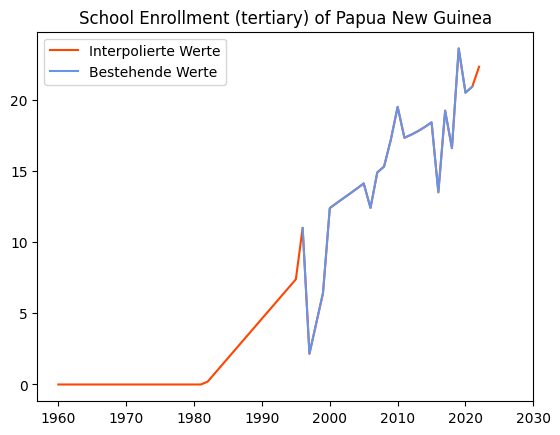 School Enrollment (tertiary) of Papua New Guinea
Interpolierte Werte
Bestehende Werte
20
15
10
5
0
1960 1970 1980 1990 2000 2010 2020 2030